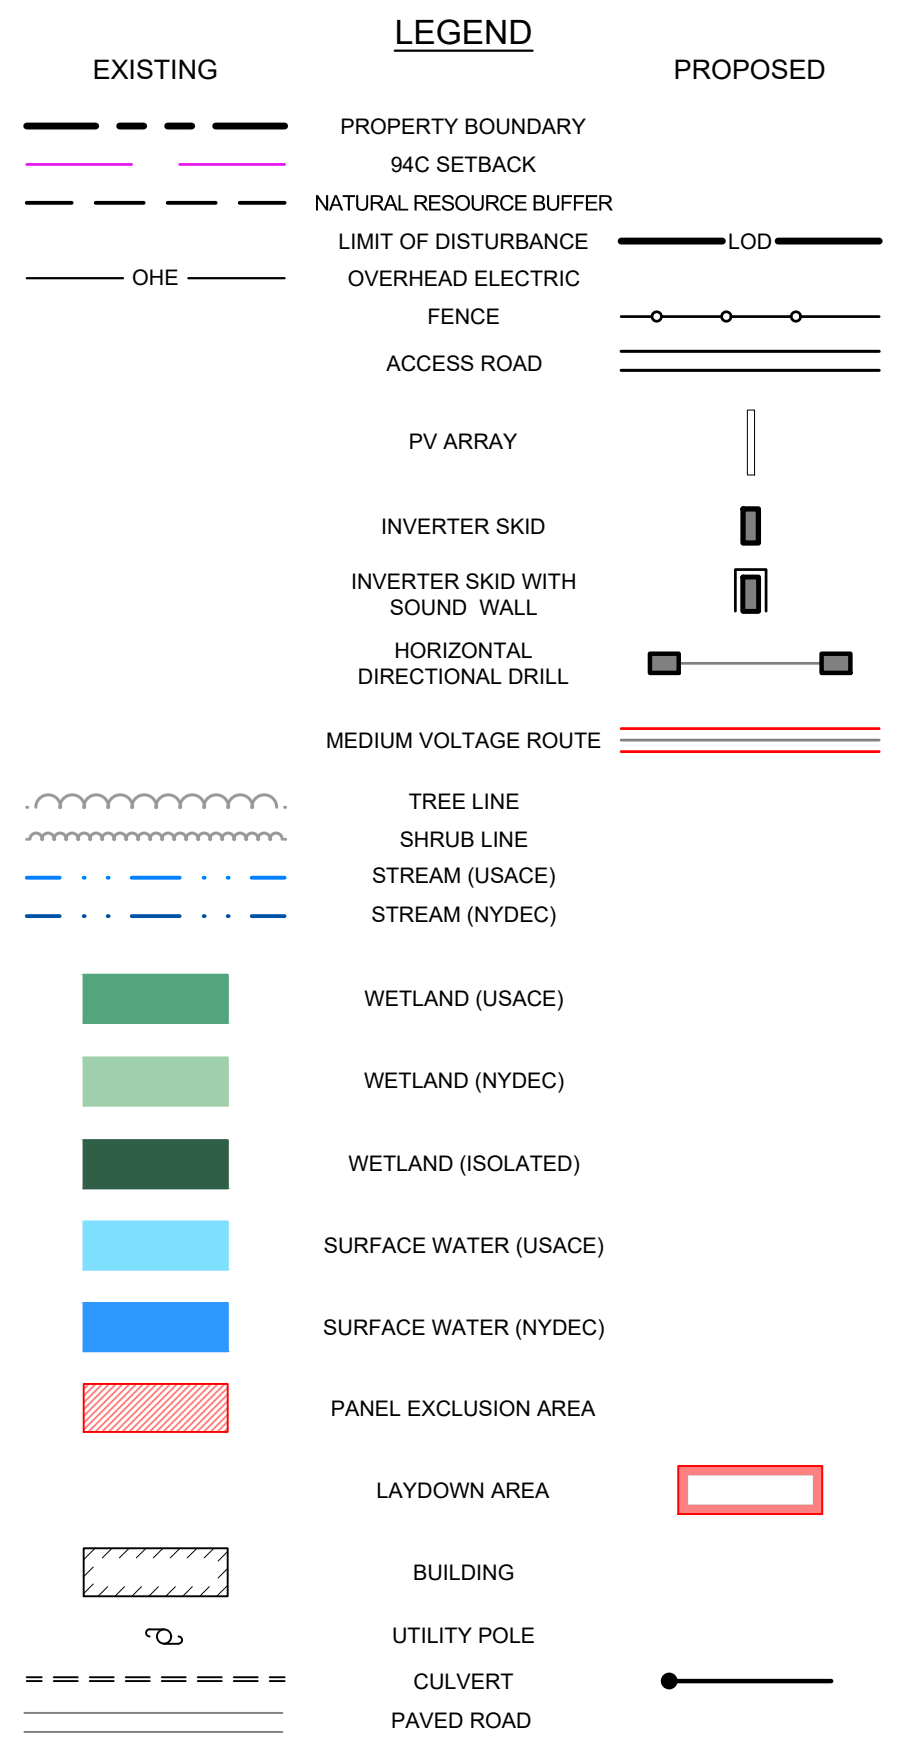 LEGEND
EXISTING
PROPOSED
PROPERTY BOUNDARY
94C SETBACK
NATURAL RESOURCE BUFFER
LIMIT OF DISTURBANCE
LOD
OHE
OVERHEAD ELECTRIC
FENCE
ACCESS ROAD
PV ARRAY
INVERTER SKID
INVERTER SKID WITH
SOUND WALL
HORIZONTAL
DIRECTIONAL DRILL
MEDIUM VOLTAGE ROUTE
TREE LINE
SHRUB LINE
STREAM (USACE)
STREAM (NYDEC)
WETLAND (USACE)
WETLAND (NYDEC)
WETLAND (ISOLATED)
SURFACE WATER (USACE)
SURFACE WATER (NYDEC)
PANEL EXCLUSION AREA
LAYDOWN AREA
BUILDING
UTILITY POLE
CULVERT
PAVED ROAD